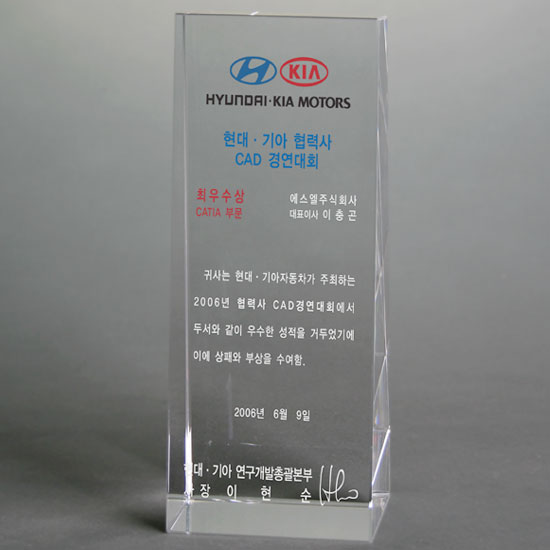 KIA
HYUNDAI·KIA MOTORS
현대·기아 협력사
CAD 경연대회
최우수상 에스엘주식회사
CATIA 부문 대표이사 이충곤
귀사는 현대·기아자동차가 주최하는
2006년 협력사 CAD경연대회에서
두서와 같이 우수한 성적을 거두었기에
이에 상패와 부상을 수여함.
2006년 6월 9일
현대·기아 연구개발총괄본부
장 이 현 순